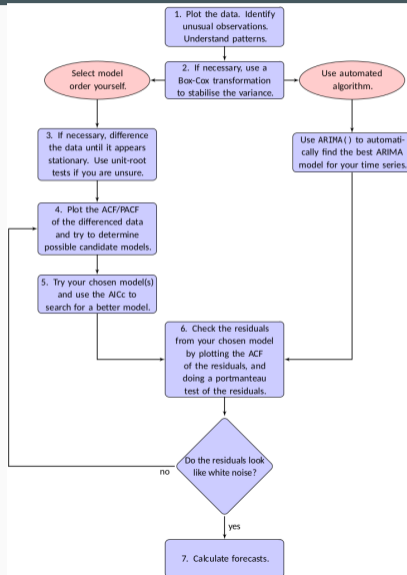 1. Plot the data. Identify
unusual observations.
Understand patterns.
2. If necessary, use a
Box-Cox transformation
to stabilise the variance.
Select model
order yourself.
Use automated
algorithm.
3. If necessary, difference
the data until it appears
stationary. Use unit-root
tests if you are unsure.
Use ARIMA() to automati-
cally find the best ARIMA
model for your time series.
4. Plot the ACF/PACF
of the differenced data
and try to determine
possible candidate models.
5. Try your chosen model(s)
and use the AICc to
search for a better model.
6. Check the residuals
from your chosen model
by plotting the ACF
of the residuals, and
doing a portmanteau
test of the residuals.
Do the residuals look
like white noise?
no
yes
7. Calculate forecasts.